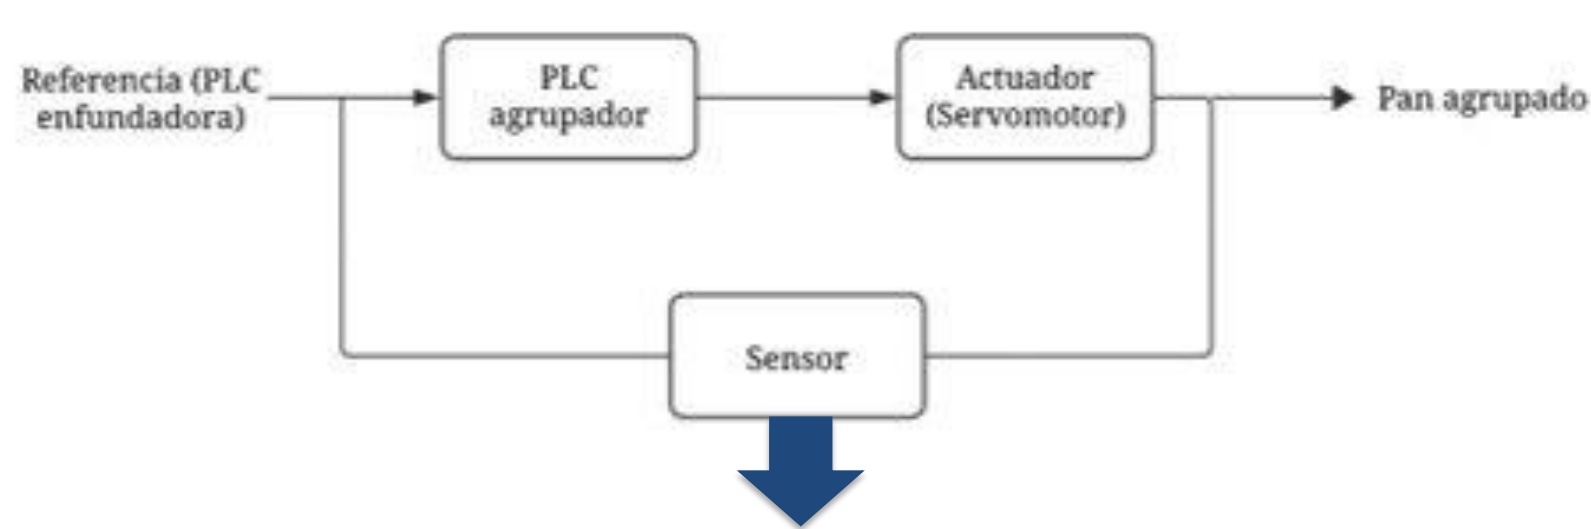 Referencia (PLC
enfundadora)
PLC
agrupador
Actuador
(Servomotor)
Pan agrupado
Sensor